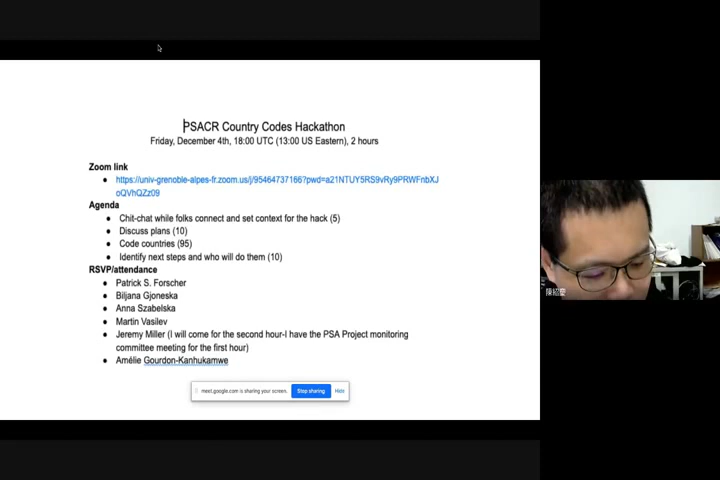 PSACR Country Codes Hackathon
Friday, December 4th, 18:00 UTC (13:00 US Eastern), 2 hours
Zoom link
https://univ-grenoble-alpes-fr.zoom.us/j/95464737166?pwd=a21NTUY5RS9vRy9PRWFnbXJ
oQVhQZz09
Agenda
Chit-chat while folks connect and set context for the hack (5)
Discuss plans (10)
Code countries (95)
Identify next steps and who will do them (10)
RSVP/attendance
Patrick S. Forscher
Biljana Gjoneska
Anna Szabelska
Martin Vasilev
Jeremy Miller (I will come for the second hour-I have the PSA Project monitoring
committee meeting for the first hour)
Amélie Gourdon-Kanhukamwe
meet.google.com is sharing your screen.
Stop sharing
Hide
陳紹慶